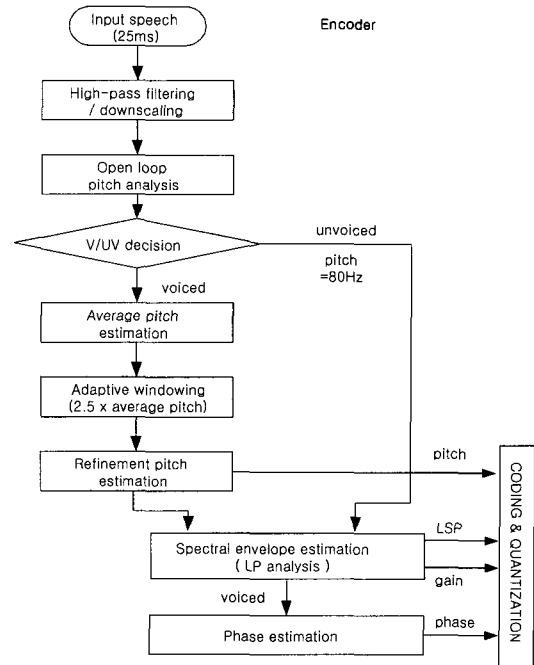 Input speech
(25ms)
Encoder
High-pass filtering
/ downscaling
Open loop
pitch analysis
V/UV decision
unvoiced
pitch
=80Hz
voiced
Average pitch
estimation
Adaptive windowing
(2.5 x average pitch)
Refinement pitch
estimation
pitch
Spectral envelope estimation
( LP analysis )
LSP
gain
voiced
Phase estimation
phase
CODING & QUANTIZATION